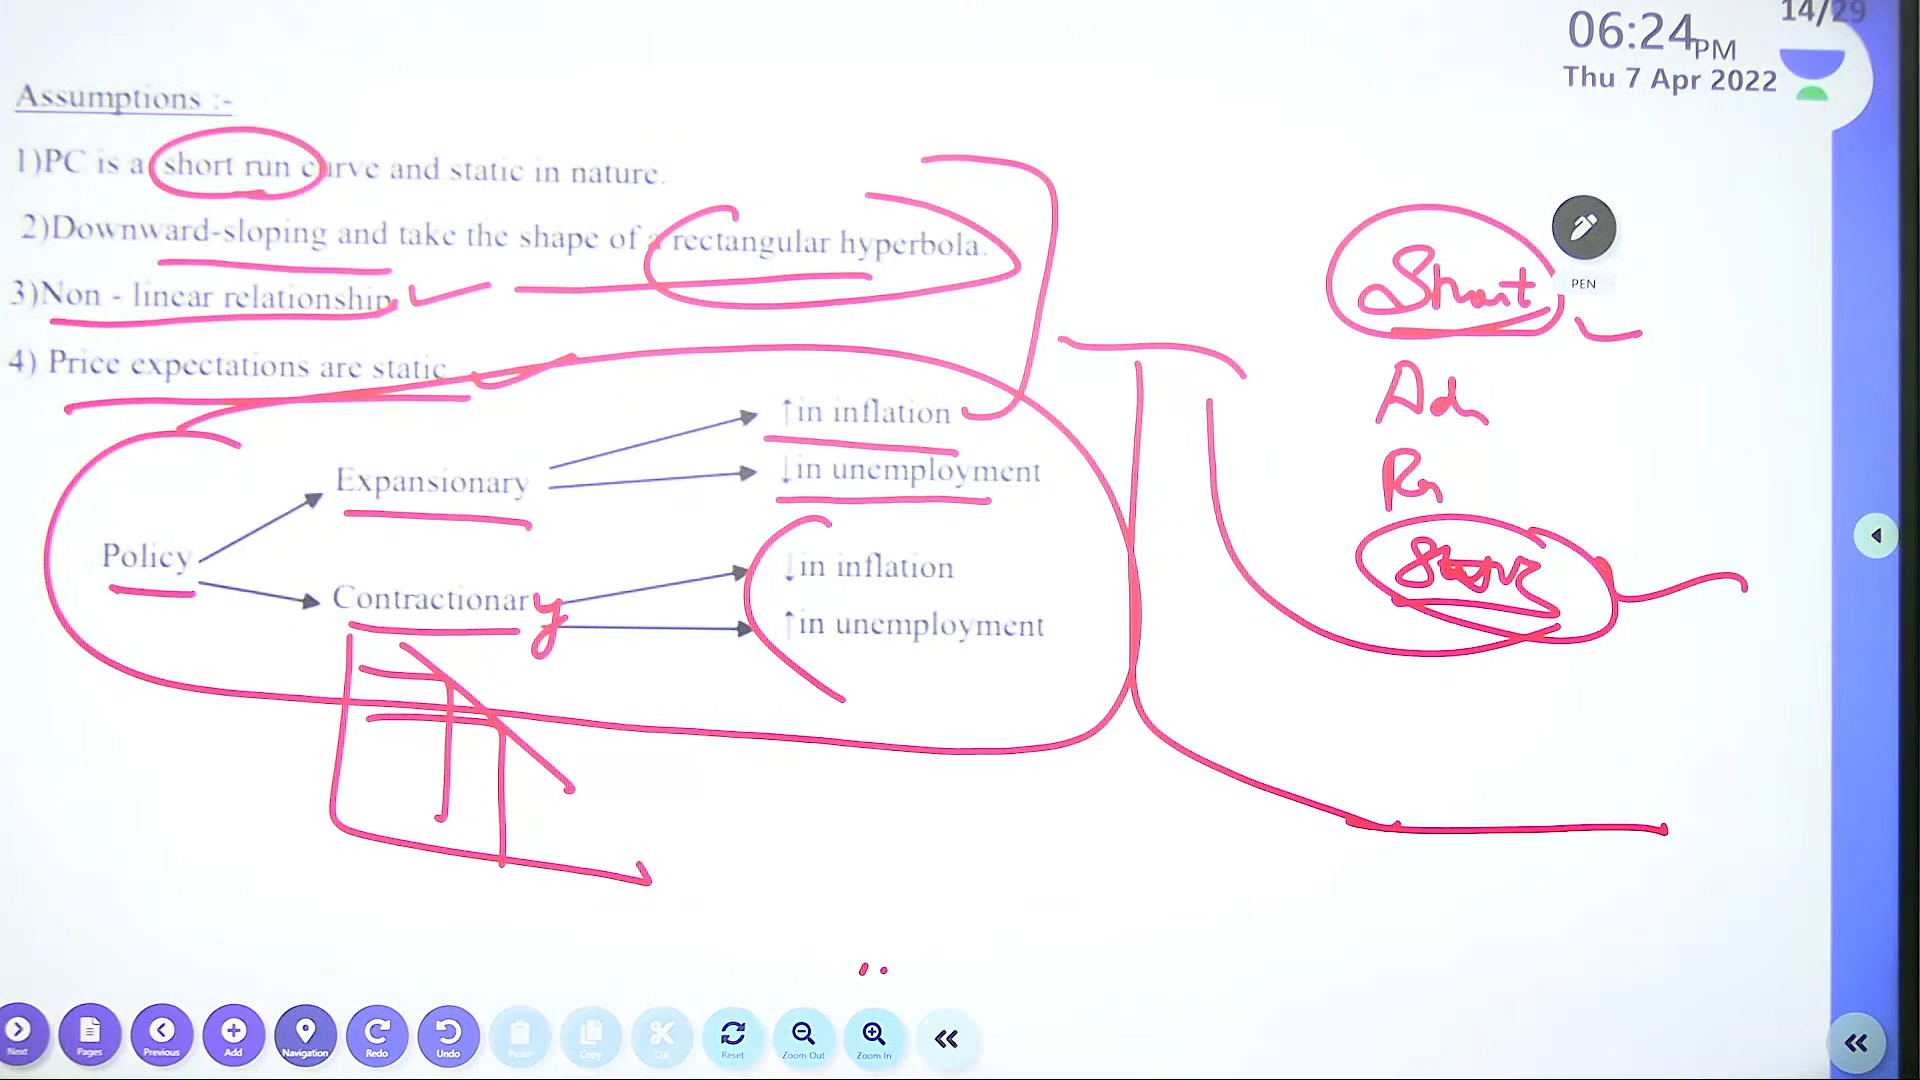 14/29
06:24PM
Thu 7 Apr 2022
Assumptions :-
1)PC is a short run curve and static in nature.
2)Downward-sloping and take the shape of a rectangular hyperbola.
3)Non - linear relationship
4) Price expectations are static
Short
PEN
↑in inflation
Expansionary
↓in unemployment
Policy
↓in inflation
Contractionary
↑in unemployment
Next
Pages
Previous
Add
Navigation
Redo
Undo
Paste
Copy
Cut
Reset
Zoom Out
Zoom In